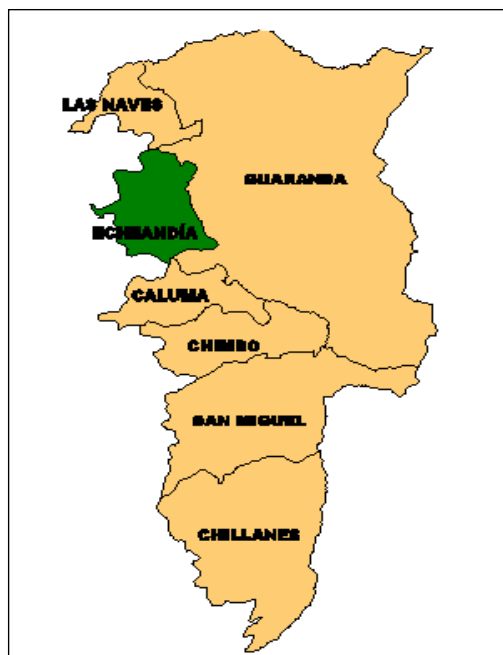 LAS NAVES
GUARANDA
ECHEANDÍA
CALUMA
CHIMBO
SAN MIGUEL
CHILLANES